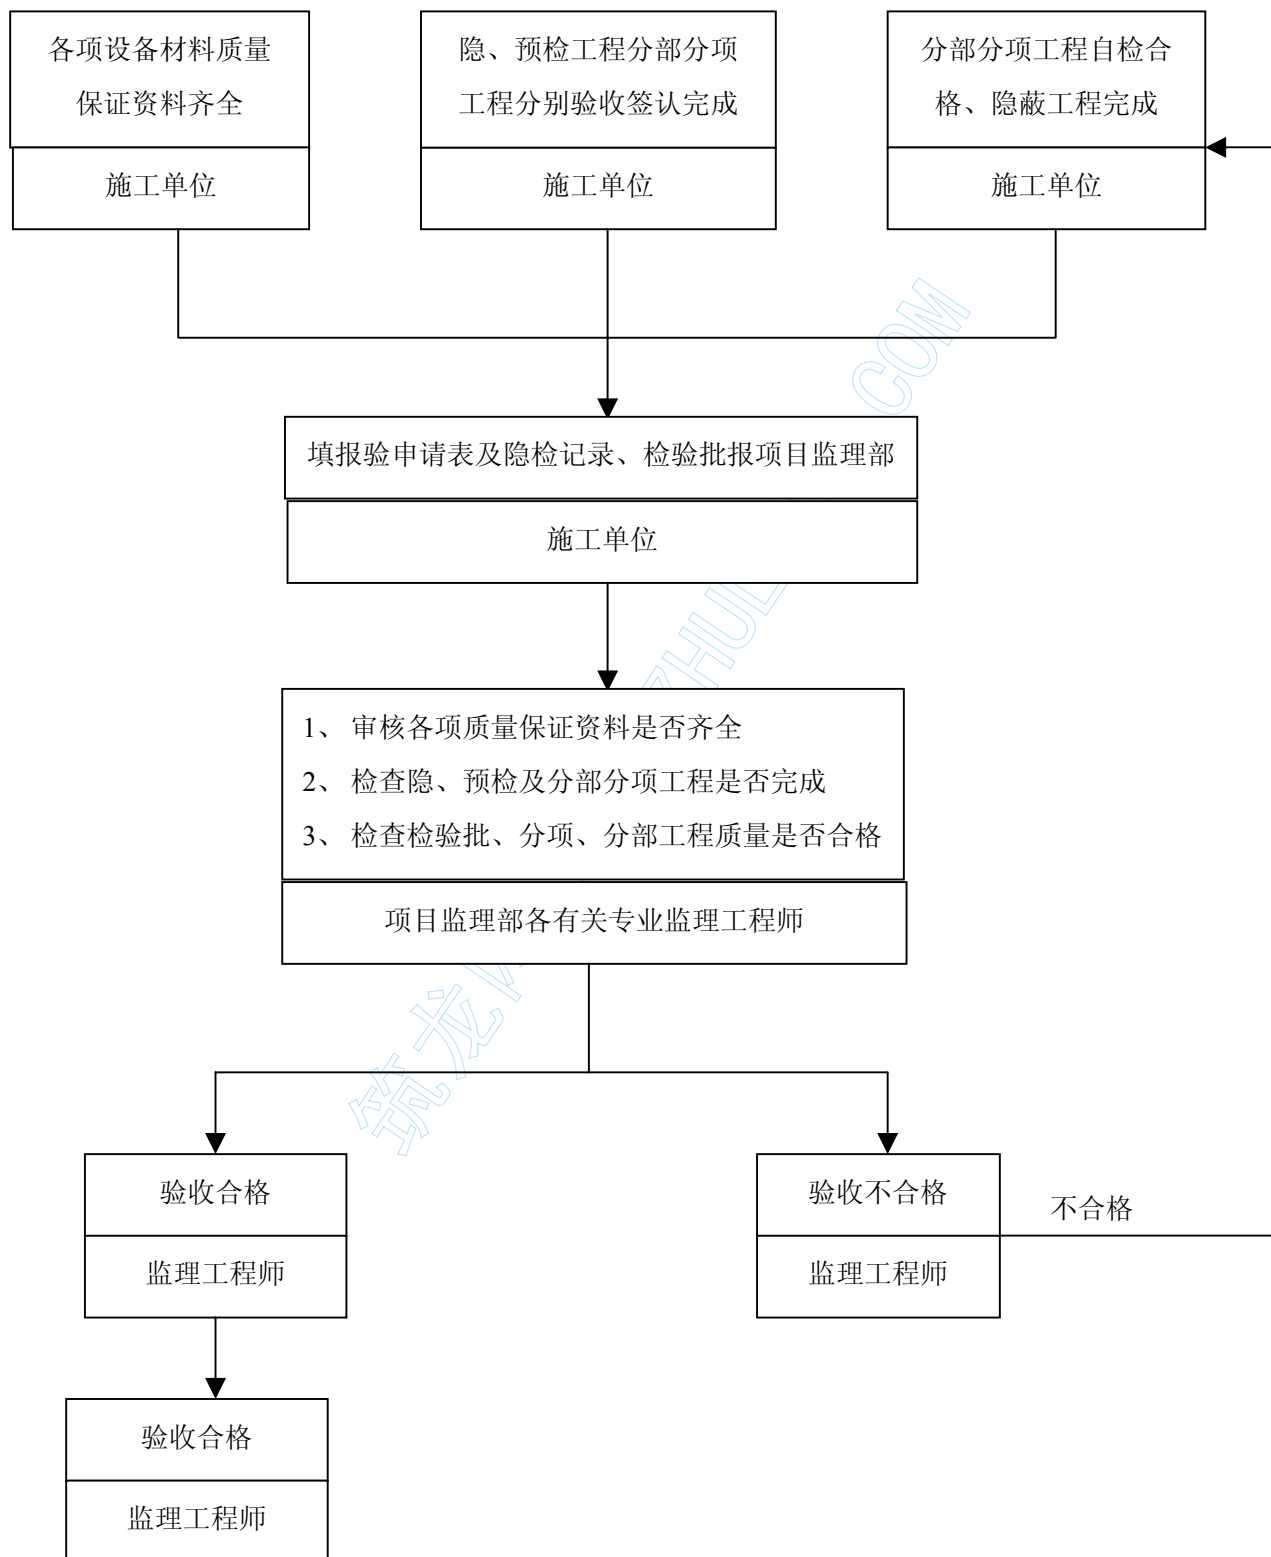 各项设备材料质量
保证资料齐全
施工单位
隐、预检工程分部分项
工程分别验收签认完成
施工单位
分部分项工程自检合
格、隐蔽工程完成
施工单位
填报验申请表及隐检记录、检验批报项目监理部
施工单位
1、 审核各项质量保证资料是否齐全
2、 检查隐、预检及分部分项工程是否完成
3、 检查检验批、分项、分部工程质量是否合格
项目监理部各有关专业监理工程师
验收合格
监理工程师
验收不合格
监理工程师
不合格
验收合格
监理工程师
筑龙
COM